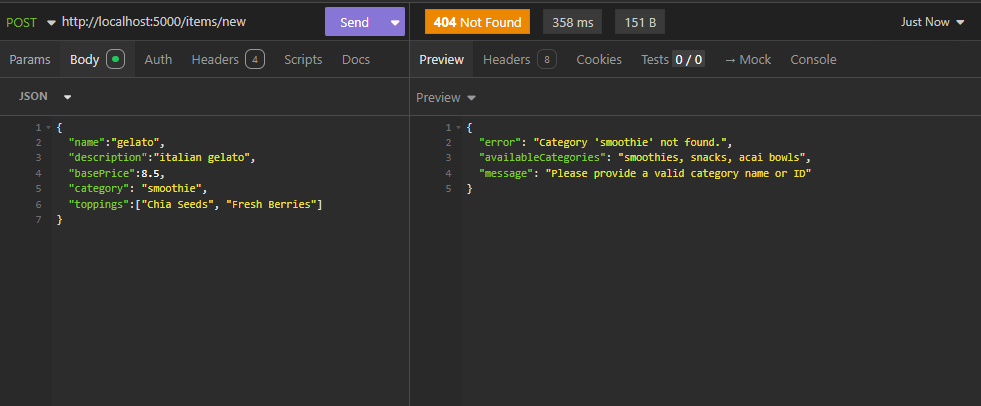 POST http://localhost:5000/items/new Send
404 Not Found 358 ms 151 B Just Now
Params Body Auth Headers 4 Scripts Docs
Preview Headers 8 Cookies Tests 0 / 0 → Mock Console
JSON
Preview
1 {
2 "name":"gelato",
3 "description":"italian gelato",
4 "basePrice":8.5,
5 "category": "smoothie",
6 "toppings":["Chia Seeds", "Fresh Berries"]
7 }
1 {
2 "error": "Category 'smoothie' not found.",
3 "availableCategories": "smoothies, snacks, acai bowls",
4 "message": "Please provide a valid category name or ID"
5 }